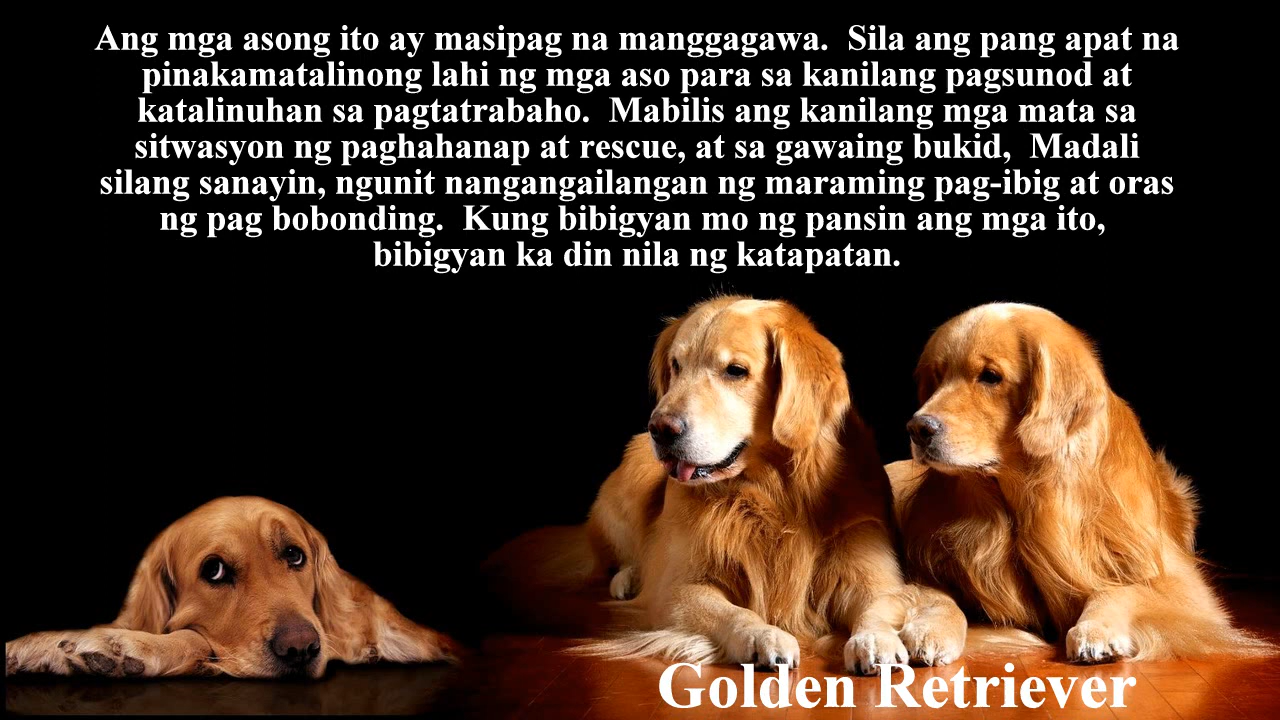 Ang mga asong ito ay masipag na manggagawa.  Sila ang pang apat na
pinakamatalinong lahi ng mga aso para sa kanilang pagsunod at
katalinuhan sa pagtatrabaho.  Mabilis ang kanilang mga mata sa
sitwasyon ng paghahanap at rescue, at sa gawaing bukid,  Madali
silang sanayin, ngunit nangangailangan ng maraming pag-ibig at oras
ng pag bobonding.  Kung bibigyan mo ng pansin ang mga ito,
bibigyan ka din nila ng katapatan.
Golden Retriever